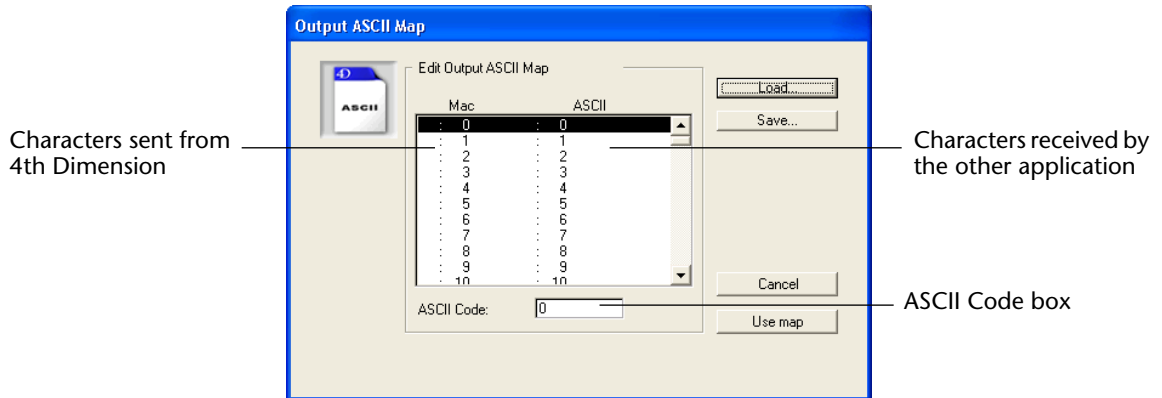 Output ASCII Map
Edit Output ASCII Map
4D
ASCII
Mac ASCII
: 0 : 0
: 1 : 1
: 2 : 2
: 3 : 3
: 4 : 4
: 5 : 5
: 6 : 6
: 7 : 7
: 8 : 8
: 9 : 9
: 10 : 10
ASCII Code: 0
Load...
Save...
Cancel
Use map
Characters sent from
4th Dimension
Characters received by
the other application
ASCII Code box